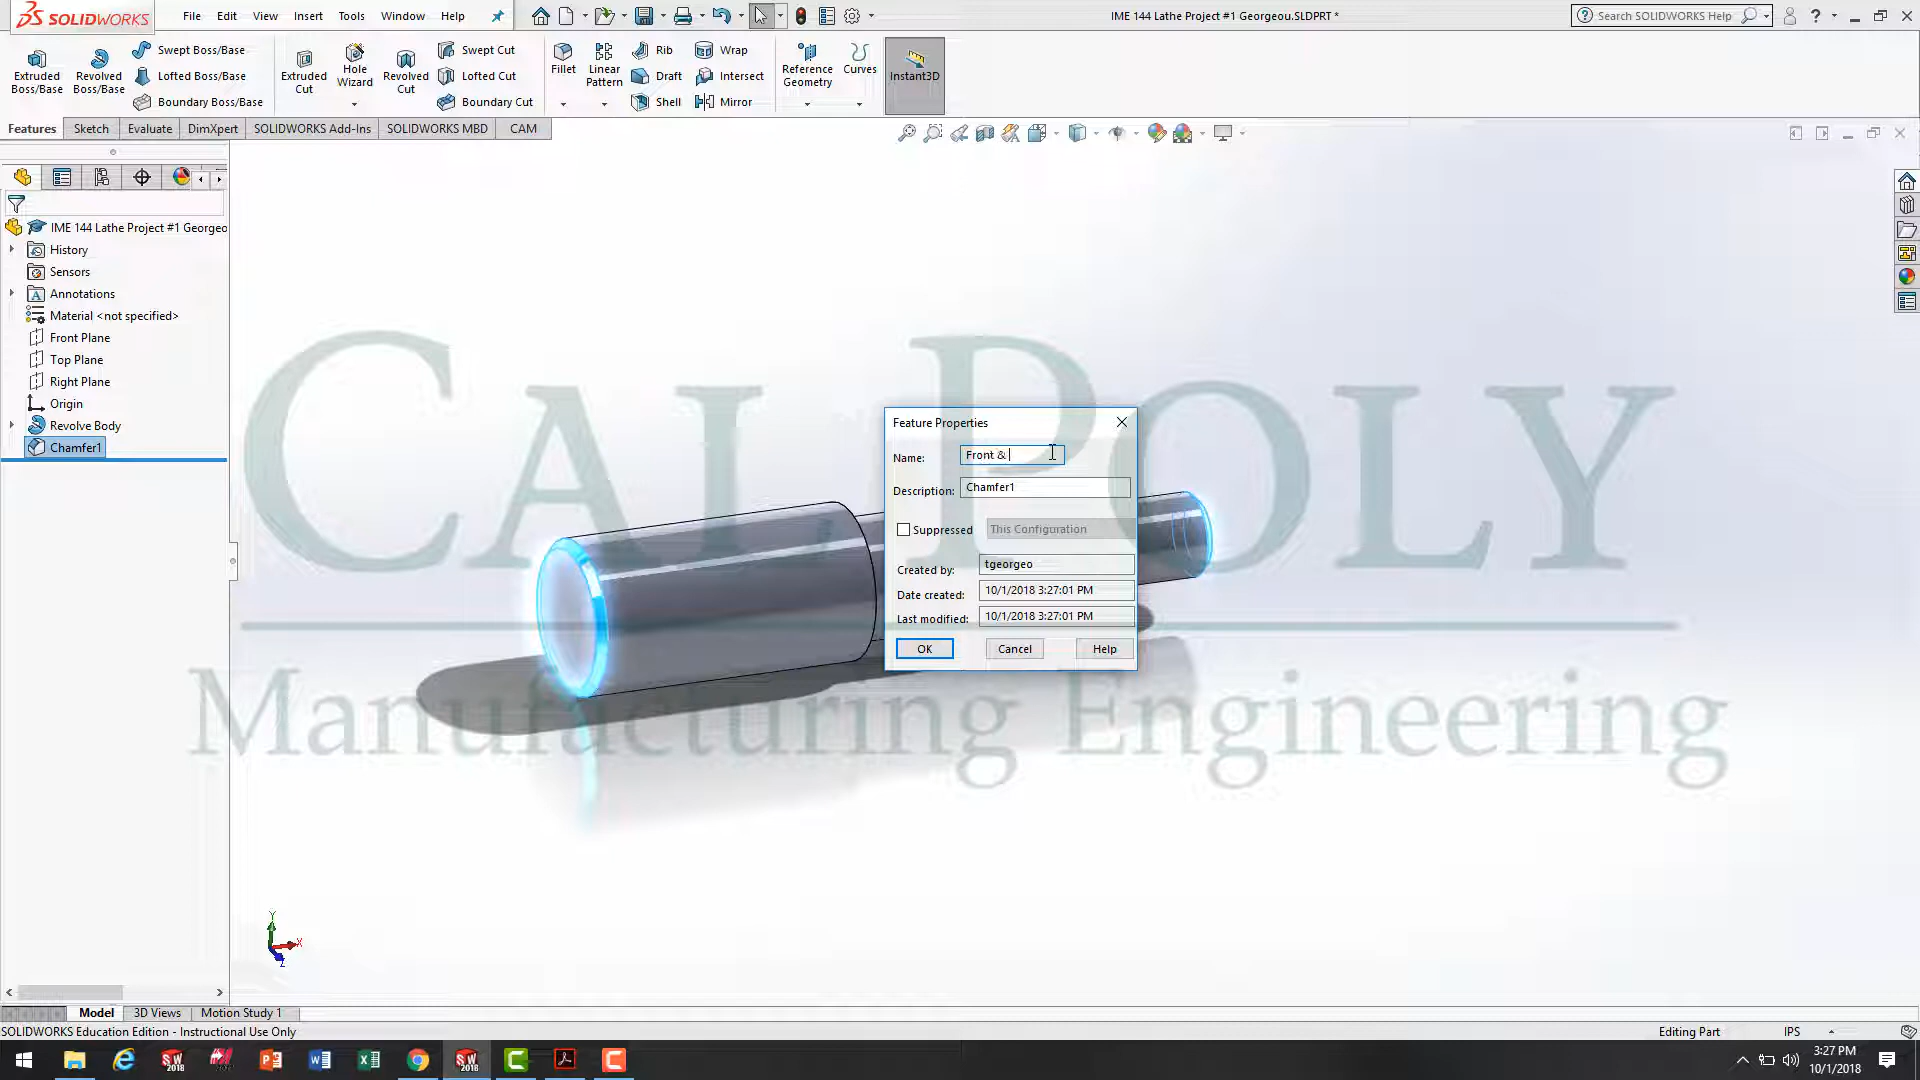 SOLIDWORKS File Edit View Insert Tools Window Help IME 144 Lathe Project #1 Georgeou.SLDPRT * Search SOLIDWORKS Help ?
Extruded Boss/Base
Revolved Boss/Base
Swept Boss/Base
Lofted Boss/Base
Boundary Boss/Base
Extruded Cut
Hole Wizard
Revolved Cut
Swept Cut
Lofted Cut
Boundary Cut
Fillet
Linear Pattern
Rib
Draft
Shell
Wrap
Intersect
Mirror
Reference Geometry
Curves
Instant3D
Features Sketch Evaluate DimXpert SOLIDWORKS Add-Ins SOLIDWORKS MBD CAM
IME 144 Lathe Project #1 Georgeo
History
Sensors
Annotations
Material <not specified>
Front Plane
Top Plane
Right Plane
Origin
Revolve Body
Chamfer1
CAL POLY
Manufacturing Engineering
Feature Properties
Name: Front &
Description: Chamfer1
Suppressed This Configuration
Created by: tgeorgeo
Date created: 10/1/2018 3:27:01 PM
Last modified: 10/1/2018 3:27:01 PM
OK Cancel Help
Y
X
Z
Model 3D Views Motion Study 1
SOLIDWORKS Education Edition - Instructional Use Only Editing Part IPS
3:27 PM
10/1/2018